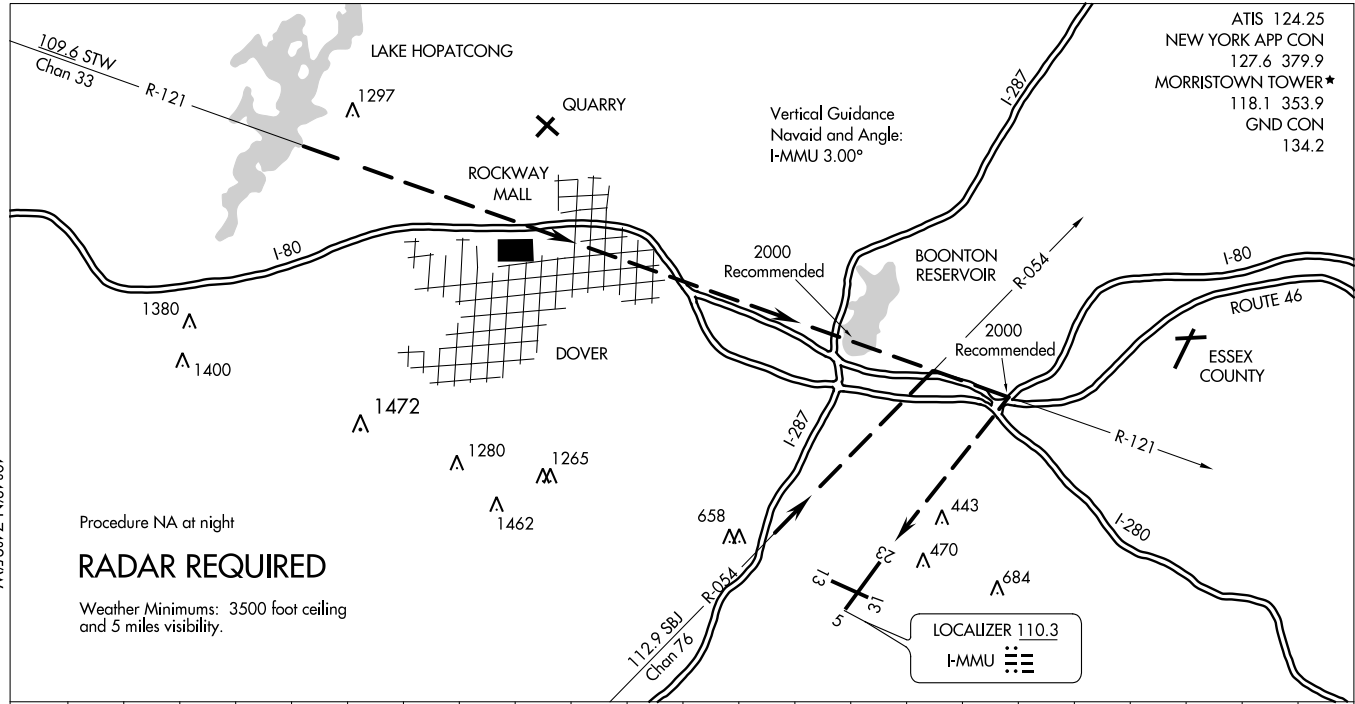 ATIS 124.25
NEW YORK APP CON
127.6 379.9
MORRISTOWN TOWER★
118.1 353.9
GND CON
134.2
109.6 STW
Chan 33
R-121
LAKE HOPATCONG
1297
QUARRY
Vertical Guidance
Navaid and Angle:
I-MMU 3.00°
I-287
ROCKWAY
MALL
I-80
2000
Recommended
BOONTON
RESERVOIR
R-054
I-80
ROUTE 46
1380
1400
DOVER
2000
Recommended
ESSEX
COUNTY
1472
1280
1265
1462
I-287
R-121
658
443
470
684
I-280
Procedure NA at night
RADAR REQUIRED
Weather Minimums: 3500 foot ceiling
and 5 miles visibility.
R-054
112.9 SBJ
Chan 76
13
23
31
5
LOCALIZER 110.3
I-MMU